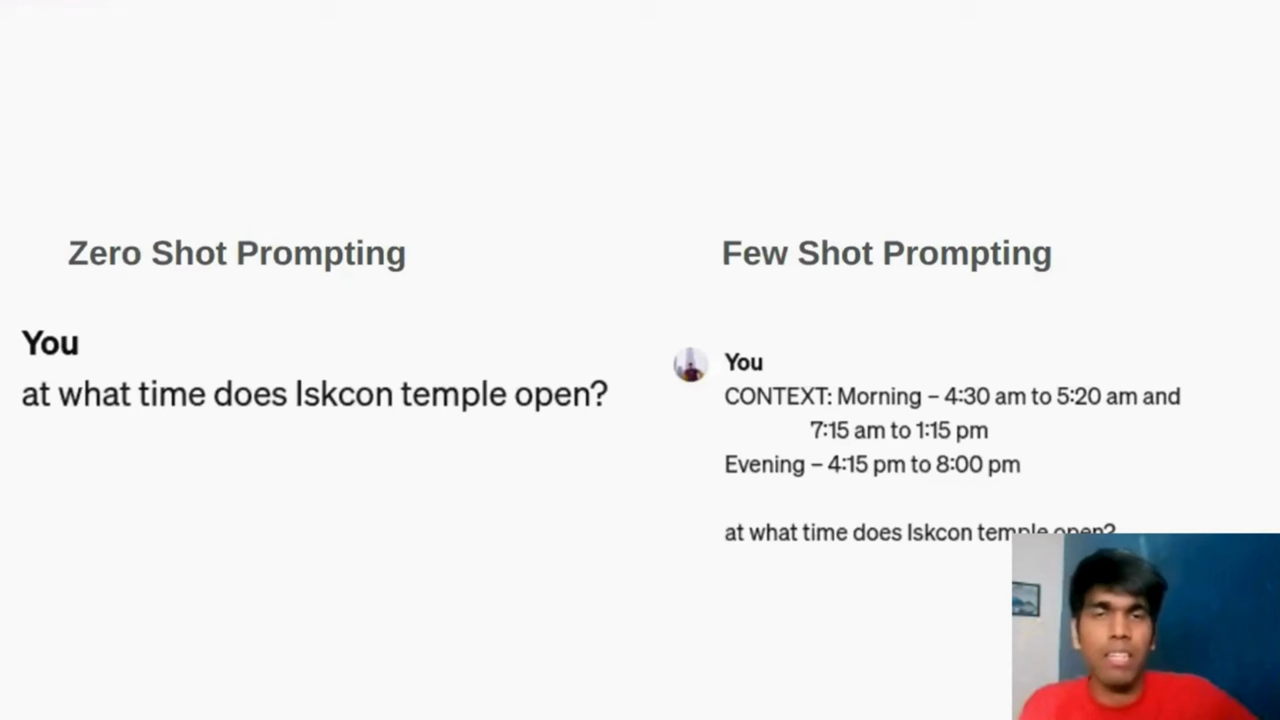 Zero Shot Prompting
You
at what time does Iskcon temple open?
Few Shot Prompting
You
CONTEXT: Morning – 4:30 am to 5:20 am and
7:15 am to 1:15 pm
Evening – 4:15 pm to 8:00 pm
at what time does Iskcon temple open?